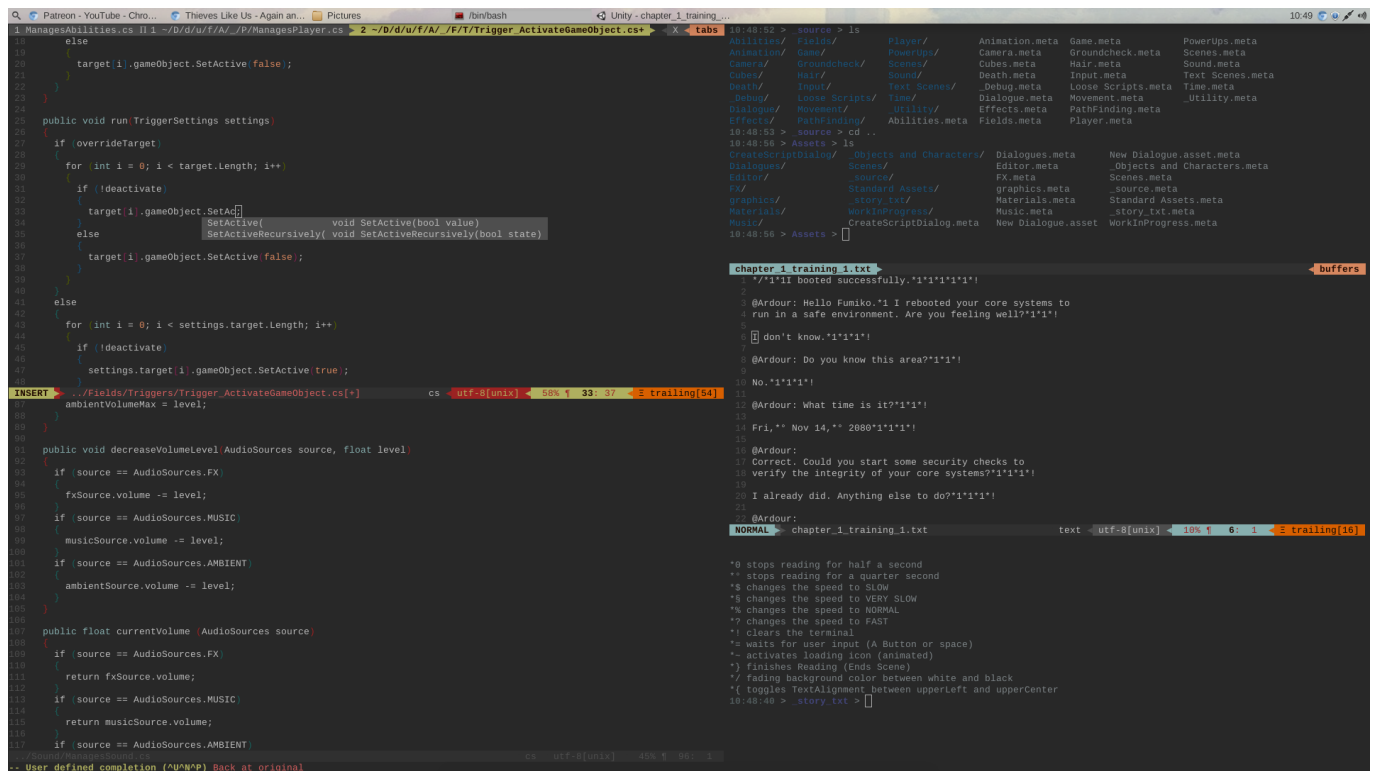 Patreon - YouTube - Chro... Thieves Like Us - Again an... Pictures /bin/bash Unity - chapter_1_training_... 10:49
1 ManagesAbilities.cs II 1 ~/D/d/u/f/A/_/P/ManagesPlayer.cs 2 ~/D/d/u/f/A/_/F/T/Trigger_ActivateGameObject.cs+ X tabs
18 else
19 {
20 target[i].gameObject.SetActive(false);
21 }
22 }
23 }
24
25 public void run(TriggerSettings settings)
26 {
27 if (overrideTarget)
28 {
29 for (int i = 0; i < target.Length; i++)
30 {
31 if (!deactivate)
32 {
33 target[i].gameObject.SetAc;
34 } SetActive( void SetActive(bool value)
35 else SetActiveRecursively( void SetActiveRecursively(bool state)
36 {
37 target[i].gameObject.SetActive(false);
38 }
39 }
40 }
41 else
42 {
43 for (int i = 0; i < settings.target.Length; i++)
44 {
45 if (!deactivate)
46 {
47 settings.target[i].gameObject.SetActive(true);
48 }
INSERT ../Fields/Triggers/Trigger_ActivateGameObject.cs[+] cs utf-8[unix] 58% ¶ 33: 37 Ξ trailing[54]
87 ambientVolumeMax = level;
88 }
89 }
90
91 public void decreaseVolumeLevel(AudioSources source, float level)
92 {
93 if (source == AudioSources.FX)
94 {
95 fxSource.volume -= level;
96 }
97 if (source == AudioSources.MUSIC)
98 {
99 musicSource.volume -= level;
100 }
101 if (source == AudioSources.AMBIENT)
102 {
103 ambientSource.volume -= level;
104 }
105 }
106
107 public float currentVolume (AudioSources source)
108 {
109 if (source == AudioSources.FX)
110 {
111 return fxSource.volume;
112 }
113 if (source == AudioSources.MUSIC)
114 {
115 return musicSource.volume;
116 }
117 if (source == AudioSources.AMBIENT)
../Sound/ManagesSound.cs cs utf-8[unix] 45% ¶ 96: 1
-- User defined completion (^U^N^P) Back at original
10:48:52 > _source > ls
Abilities/ Fields/ Player/ Animation.meta Game.meta PowerUps.meta
Animation/ Game/ Powerups/ Camera.meta Groundcheck.meta Scenes.meta
Camera/ Groundcheck/ Scenes/ Cubes.meta Hair.meta Sound.meta
Cubes/ Hair/ Sound/ Death.meta Input.meta Text Scenes.meta
Death/ Input/ Text Scenes/ _Debug.meta Loose Scripts.meta Time.meta
_Debug/ Loose Scripts/ Time/ Dialogue.meta Movement.meta _Utility.meta
Dialogue/ Movement/ _Utility/ Effects.meta PathFinding.meta
Effects/ PathFinding/ Abilities.meta Fields.meta Player.meta
10:48:53 > _source > cd ..
10:48:56 > Assets > ls
CreateScriptDialog/ _Objects and Characters/ Dialogues.meta New Dialogue.asset.meta
Dialogues/ Scenes/ Editor.meta _Objects and Characters.meta
Editor/ _source/ FX.meta Scenes.meta
FX/ Standard Assets/ graphics.meta _source.meta
graphics/ _story_txt/ Materials.meta Standard Assets.meta
Materials/ WorkInProgress/ Music.meta _story_txt.meta
Music/ CreateScriptDialog.meta New Dialogue.asset WorkInProgress.meta
10:48:56 > Assets >
chapter_1_training_1.txt buffers
1 */*1*iI booted successfully.*1*1*1*1*1*!
2
3 @Ardour: Hello Fumiko.*1 I rebooted your core systems to
4 run in a safe environment. Are you feeling well?*1*1*!
5
6 I don't know.*1*1*1*!
7
8 @Ardour: Do you know this area?*1*1*!
9
10 No.*1*1*1*!
11
12 @Ardour: What time is it?*1*1*!
13
14 Fri,*° Nov 14,*° 2080*1*1*1*!
15
16 @Ardour:
17 Correct. Could you start some security checks to
18 verify the integrity of your core systems?*1*1*1*!
19
20 I already did. Anything else to do?*1*1*1*!
21
22 @Ardour:
NORMAL chapter_1_training_1.txt text utf-8[unix] 10% ¶ 6: 1 Ξ trailing[16]
*0 stops reading for half a second
*° stops reading for a quarter second
*$ changes the speed to SLOW
*§ changes the speed to VERY SLOW
*% changes the speed to NORMAL
*? changes the speed to FAST
*! clears the terminal
*= waits for user input (A Button or space)
*~ activates loading icon (animated)
*} finishes Reading (Ends Scene)
*/ fading background color between white and black
*{ toggles TextAlignment between upperLeft and upperCenter
10:48:40 > _story_txt >